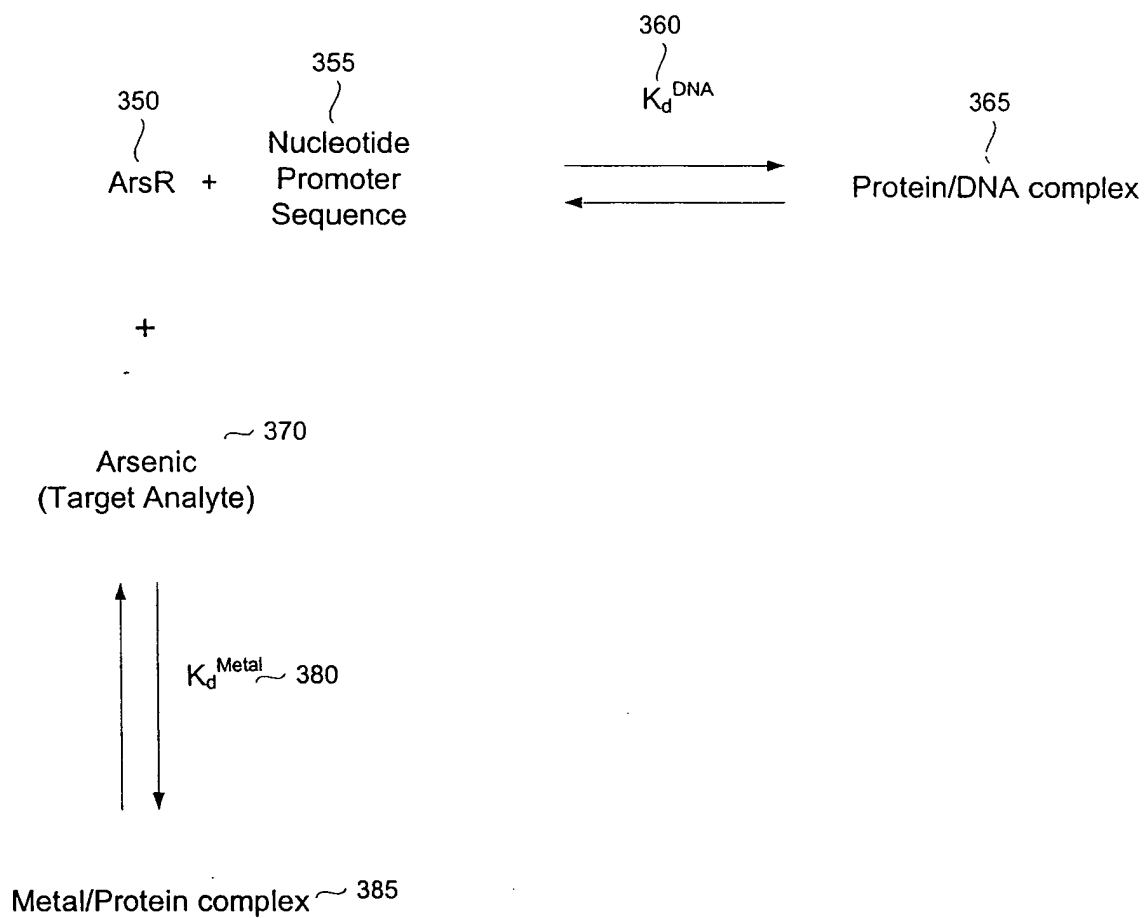 360
355
K_d^DNA
350
365
Nucleotide
ArsR + Promoter
Protein/DNA complex
Sequence
+
370
Arsenic
(Target Analyte)
K_d^Metal 380
Metal/Protein complex 385